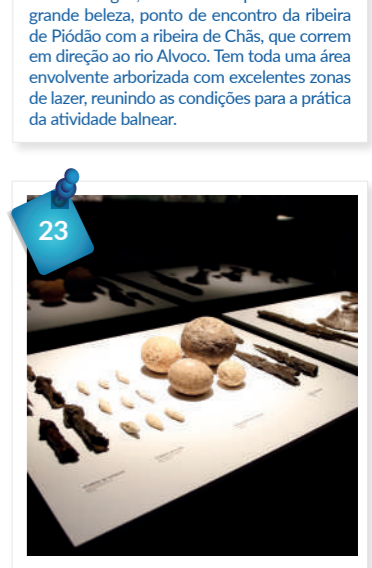 grande beleza, ponto de encontro da ribeira
de Piódão com a ribeira de Chãs, que correm
em direção ao rio Alvoco. Tem toda uma área
envolvente arborizada com excelentes zonas
de lazer, reunindo as condições para a prática
da atividade balnear.
23